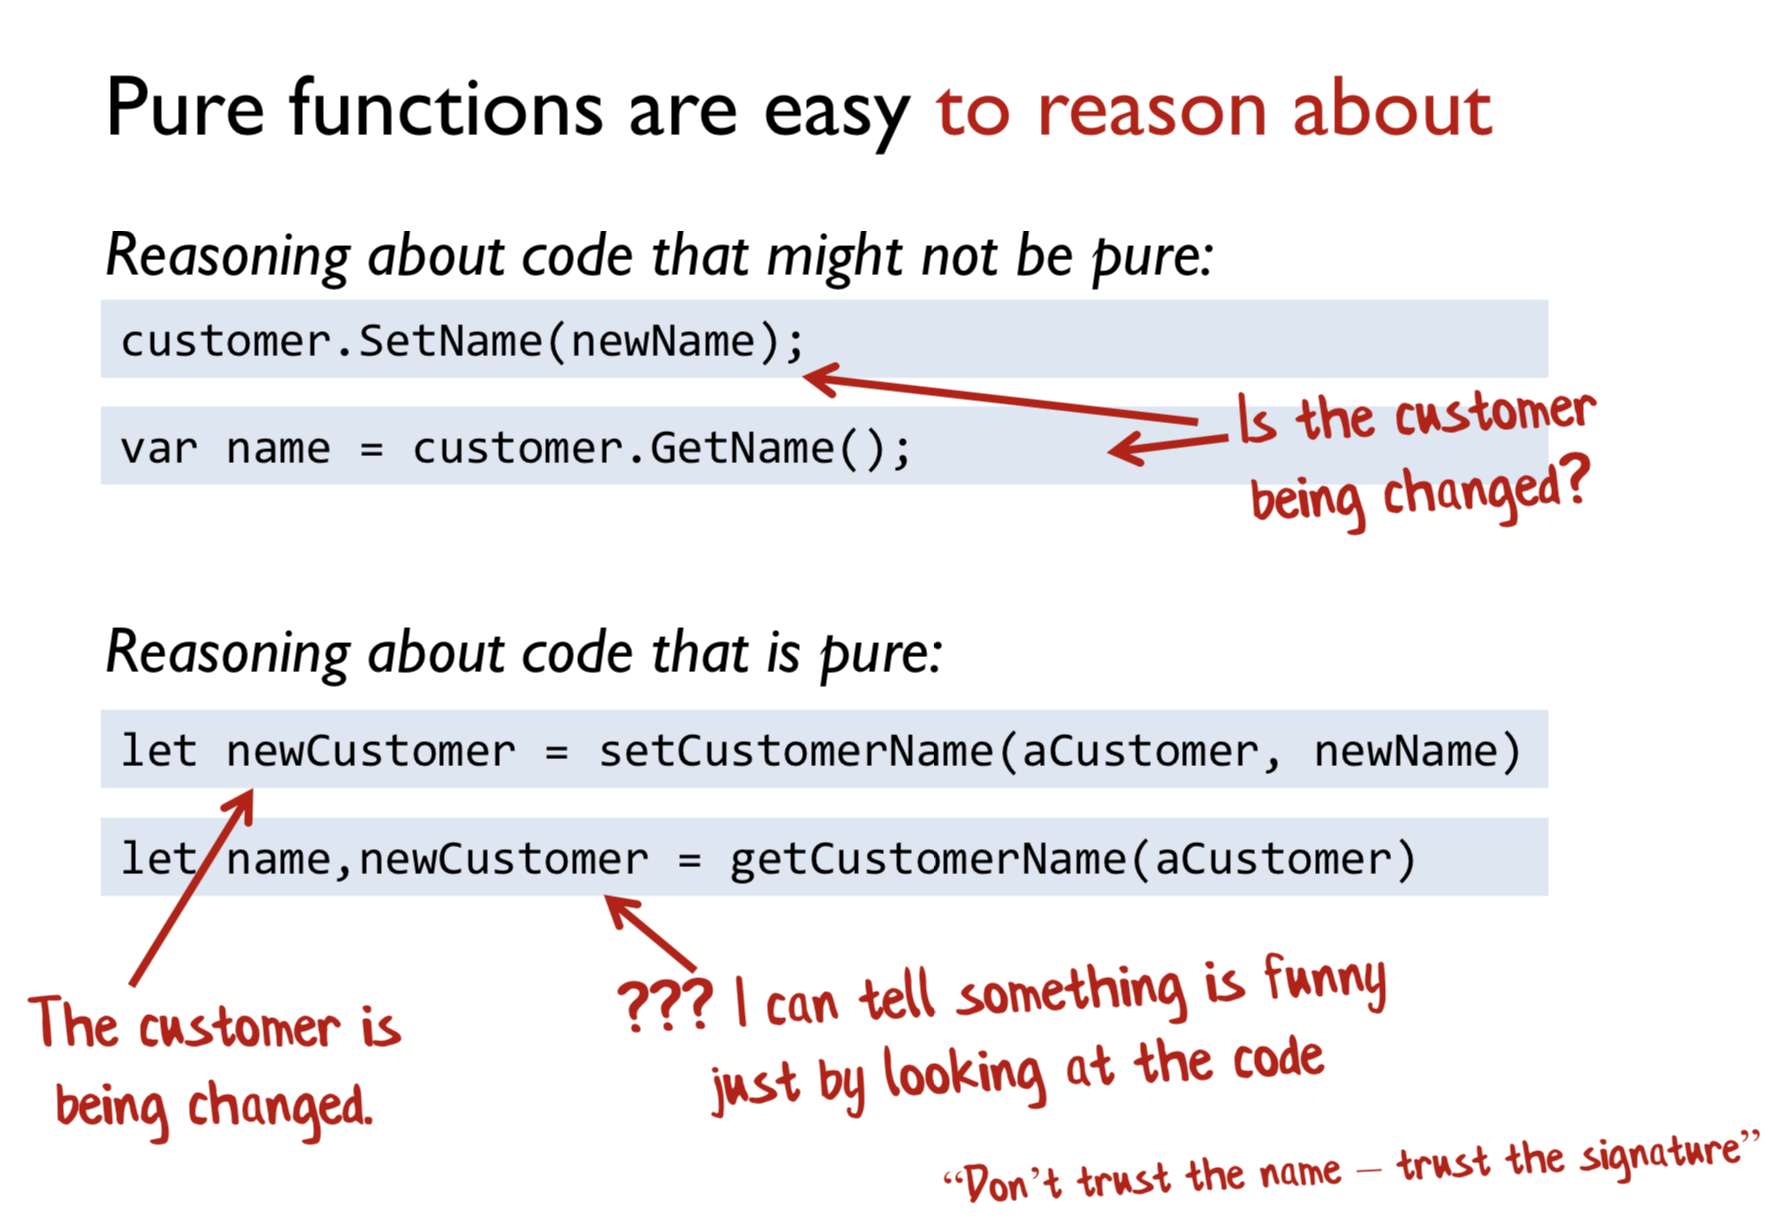 Pure functions are easy to reason about
Reasoning about code that might not be pure:
customer.SetName(newName);
var name = customer.GetName();
Is the customer
being changed?
Reasoning about code that is pure:
let newCustomer = setCustomerName(aCustomer, newName)
let name,newCustomer = getCustomerName(aCustomer)
The customer is
being changed.
??? I can tell something is funny
just by looking at the code
“Don’t trust the name – trust the signature”